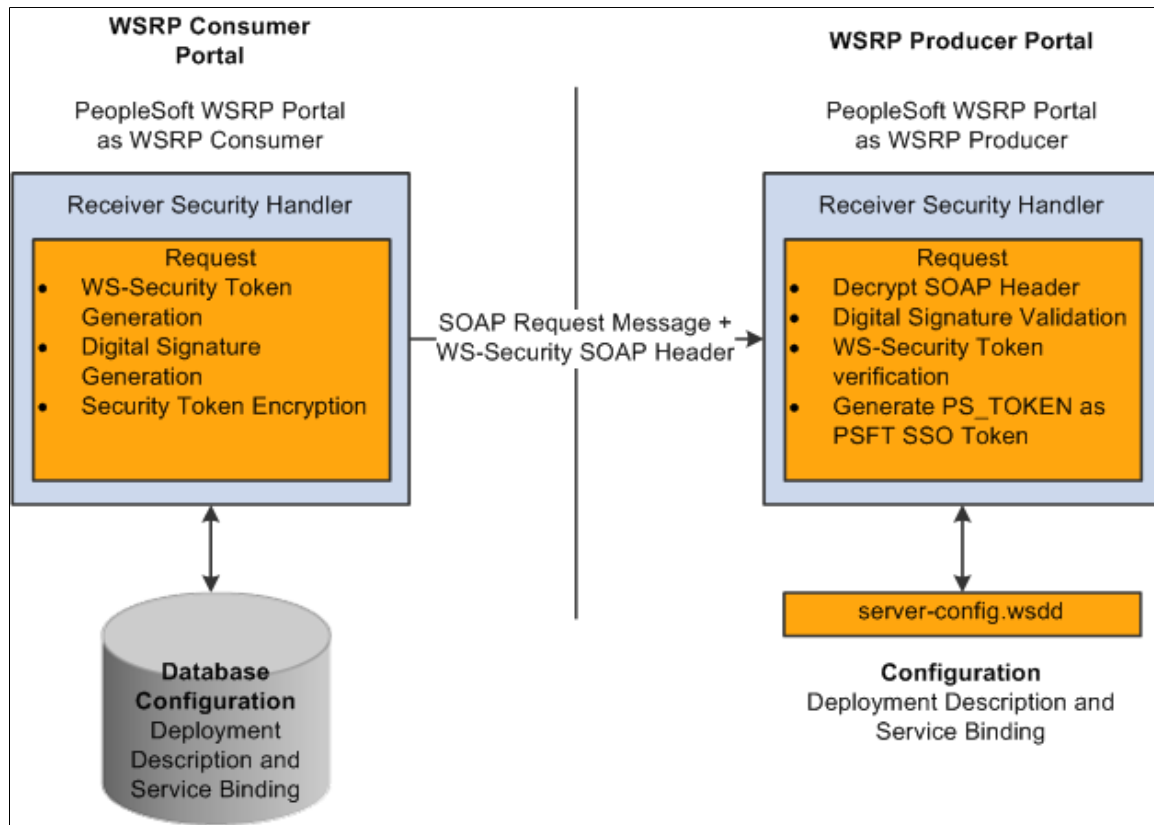 WSRP Consumer
Portal
PeopleSoft WSRP Portal
as WSRP Consumer
Receiver Security Handler
Request
• WS-Security Token
Generation
• Digital Signature
Generation
• Security Token Encryption
Database
Configuration
Deployment
Description and
Service Binding
SOAP Request Message +
WS-Security SOAP Header
WSRP Producer Portal
PeopleSoft WSRP Portal
as WSRP Producer
Receiver Security Handler
Request
• Decrypt SOAP Header
• Digital Signature Validation
• WS-Security Token
verification
• Generate PS_TOKEN as
PSFT SSO Token
server-config.wsdd
Configuration
Deployment Description and
Service Binding